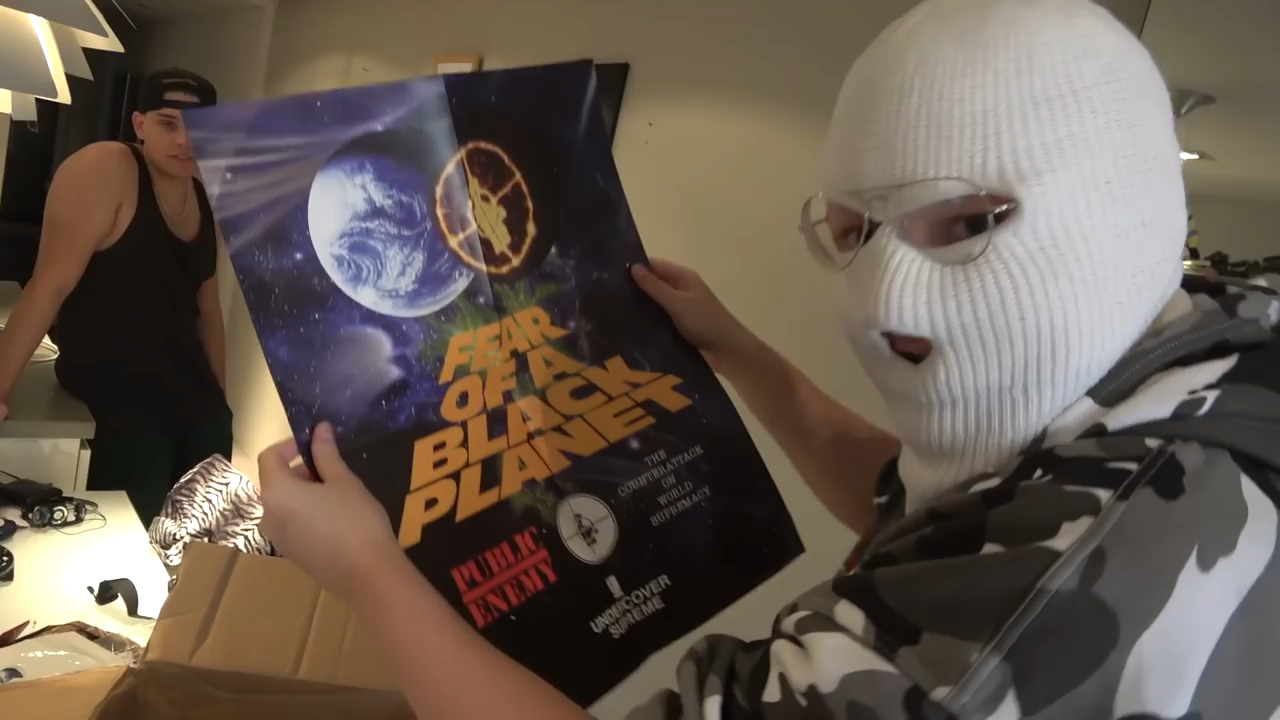 FEAR
OF A
BLACK
PLANET
THE
COUNTERATTACK
ON
WORLD
SUPREMACY
PUBLIC
ENEMY
UNDERCOVER
SUPREME